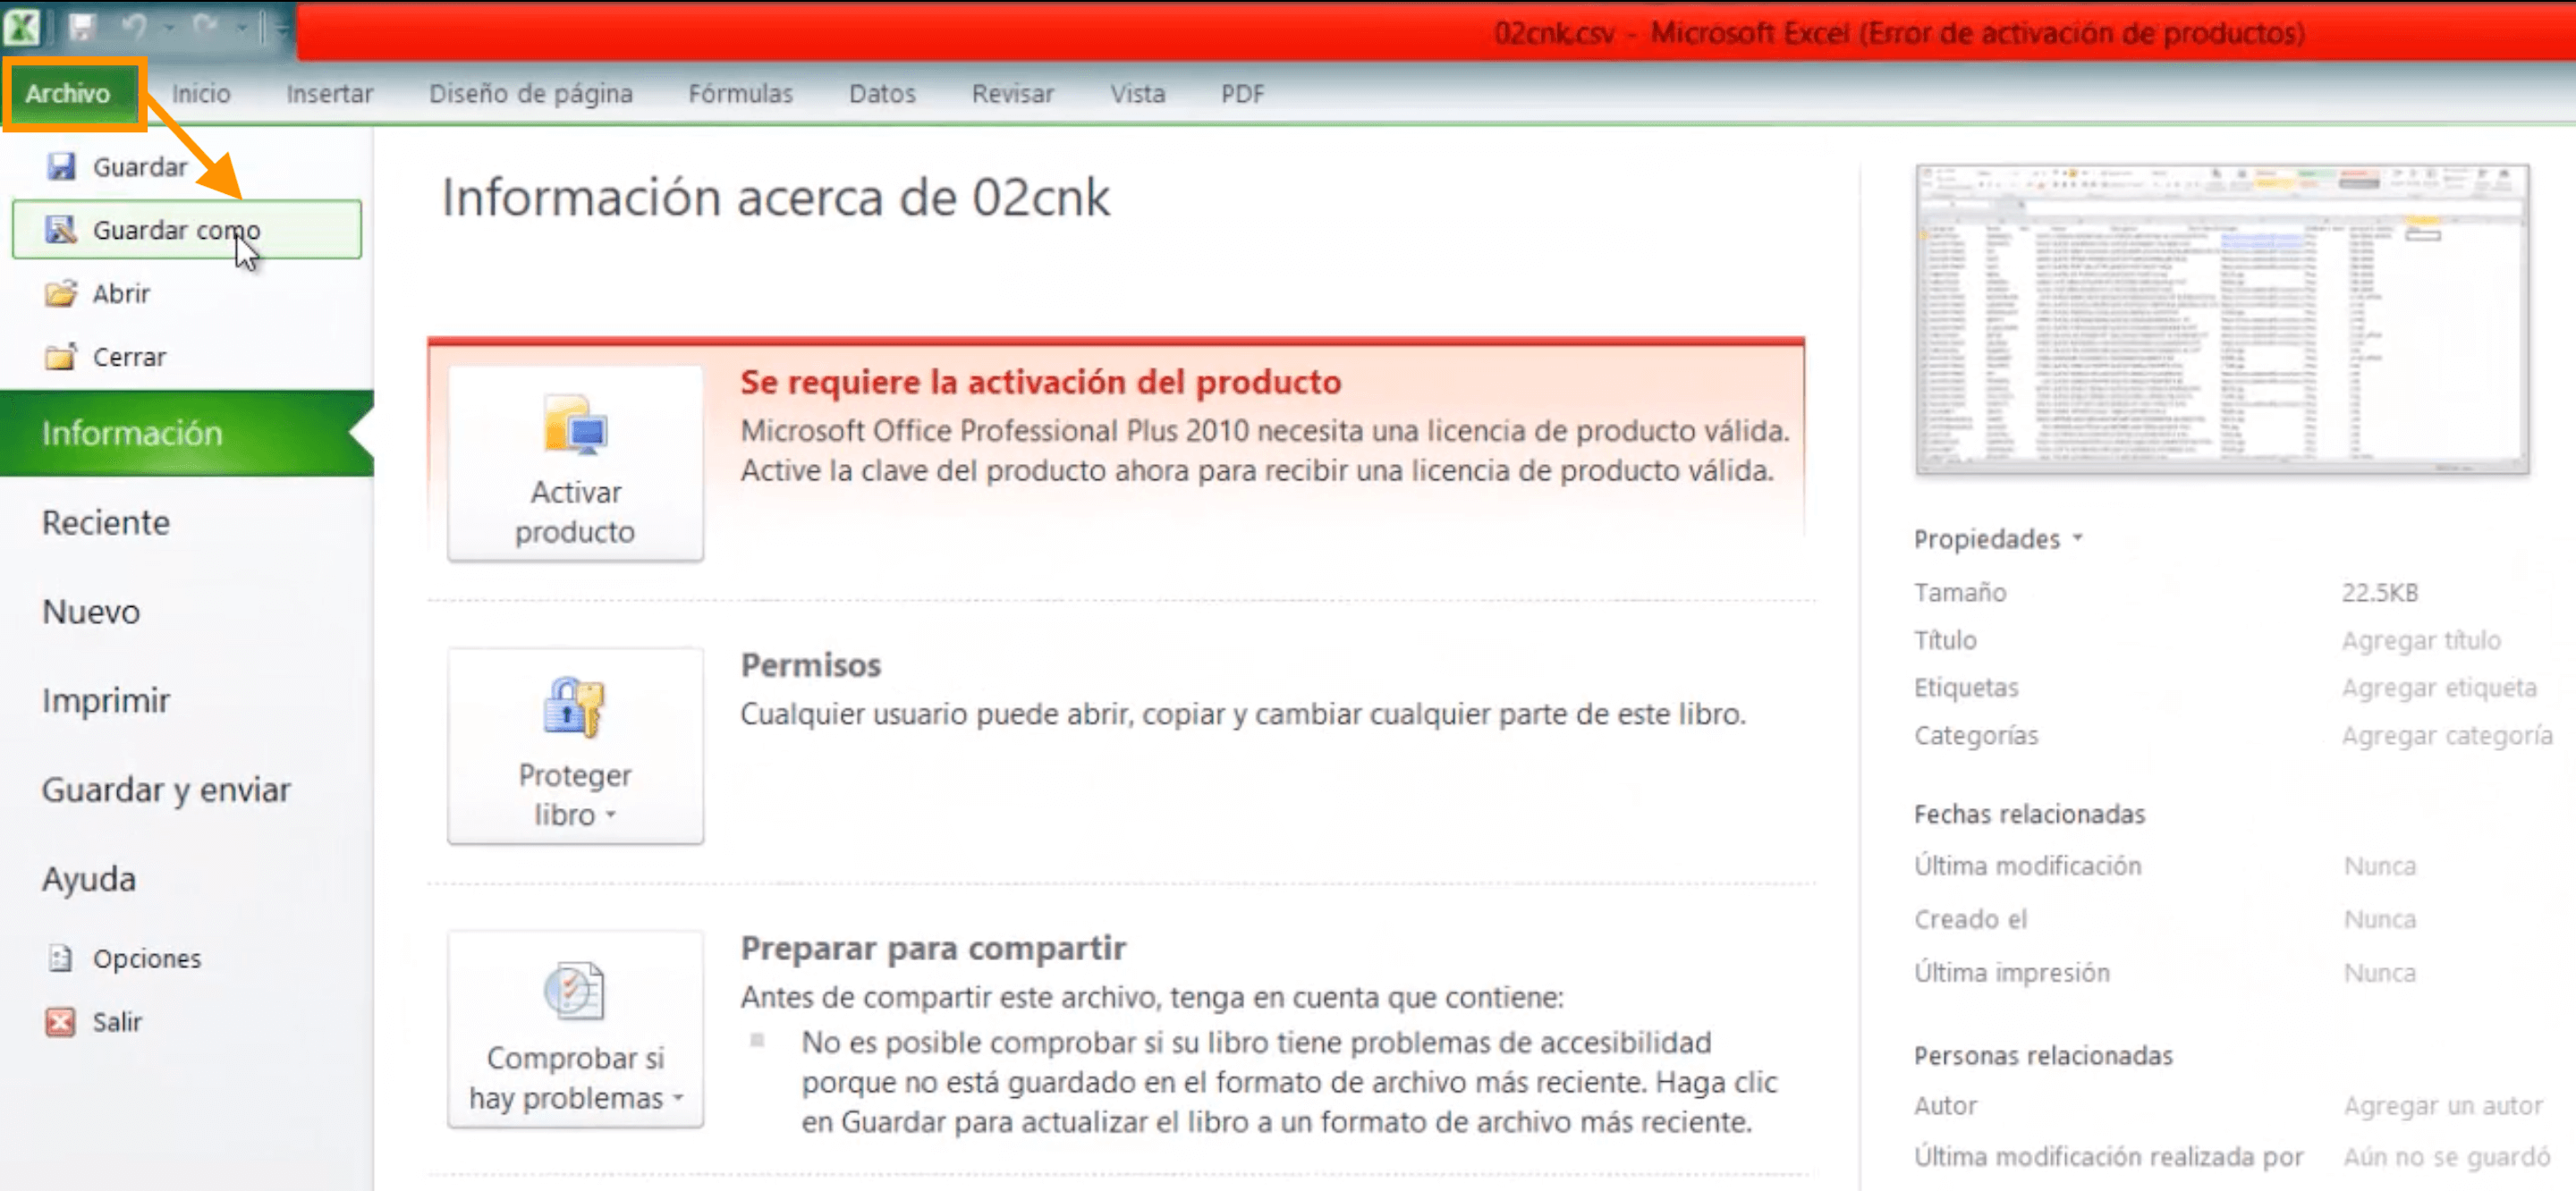 02cnk.csv - Microsoft Excel (Error de activación de productos)
Archivo Inicio Insertar Diseño de página Fórmulas Datos Revisar Vista PDF
Guardar
Guardar como
Abrir
Cerrar
Información
Reciente
Nuevo
Imprimir
Guardar y enviar
Ayuda
Opciones
Salir
Información acerca de 02cnk
Activar
producto
Se requiere la activación del producto
Microsoft Office Professional Plus 2010 necesita una licencia de producto válida.
Active la clave del producto ahora para recibir una licencia de producto válida.
Proteger
libro
Permisos
Cualquier usuario puede abrir, copiar y cambiar cualquier parte de este libro.
Comprobar si
hay problemas
Preparar para compartir
Antes de compartir este archivo, tenga en cuenta que contiene:
No es posible comprobar si su libro tiene problemas de accesibilidad
porque no está guardado en el formato de archivo más reciente. Haga clic
en Guardar para actualizar el libro a un formato de archivo más reciente.
Propiedades
Tamaño 22.5KB
Título Agregar título
Etiquetas Agregar etiqueta
Categorías Agregar categoría
Fechas relacionadas
Última modificación Nunca
Creado el Nunca
Última impresión Nunca
Personas relacionadas
Autor Agregar un autor
Última modificación realizada por Aún no se guardó